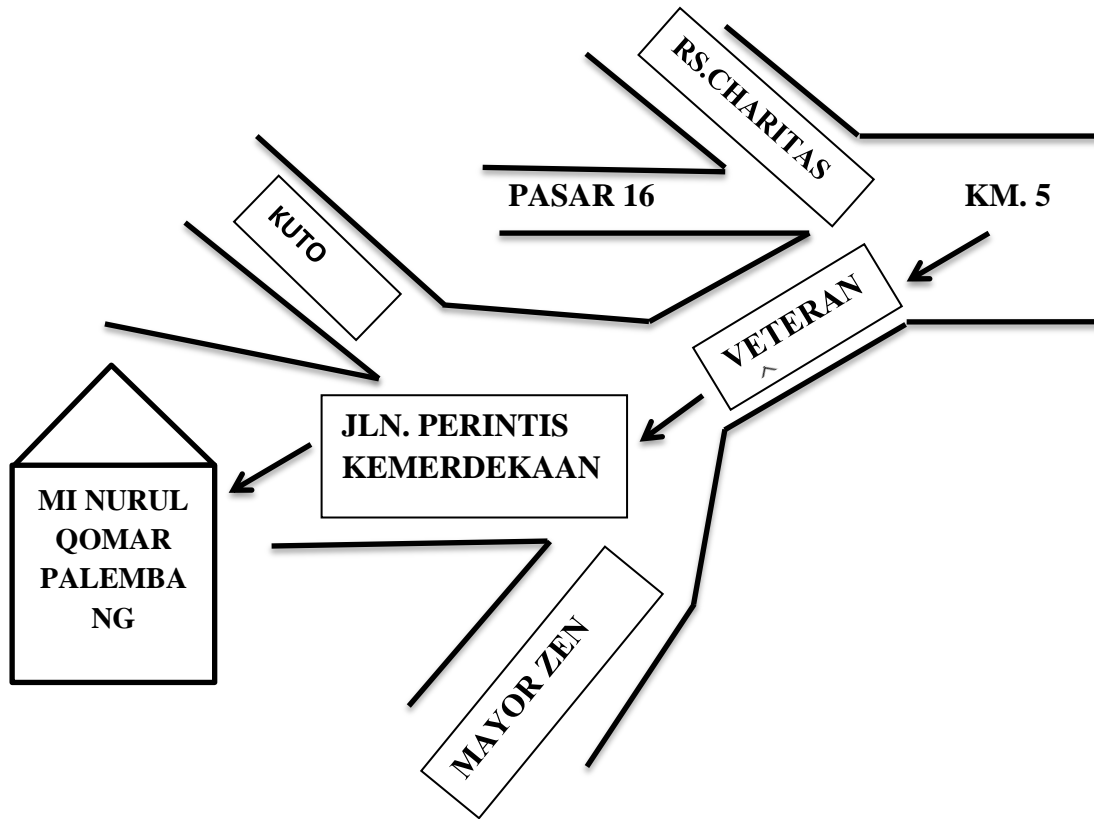 RS.CHARITAS
PASAR 16
KM. 5
KUTO
VETERAN
JLN. PERINTIS
KEMERDEKAAN
MI NURUL
QOMAR
PALEMBA
NG
MAYOR ZEN